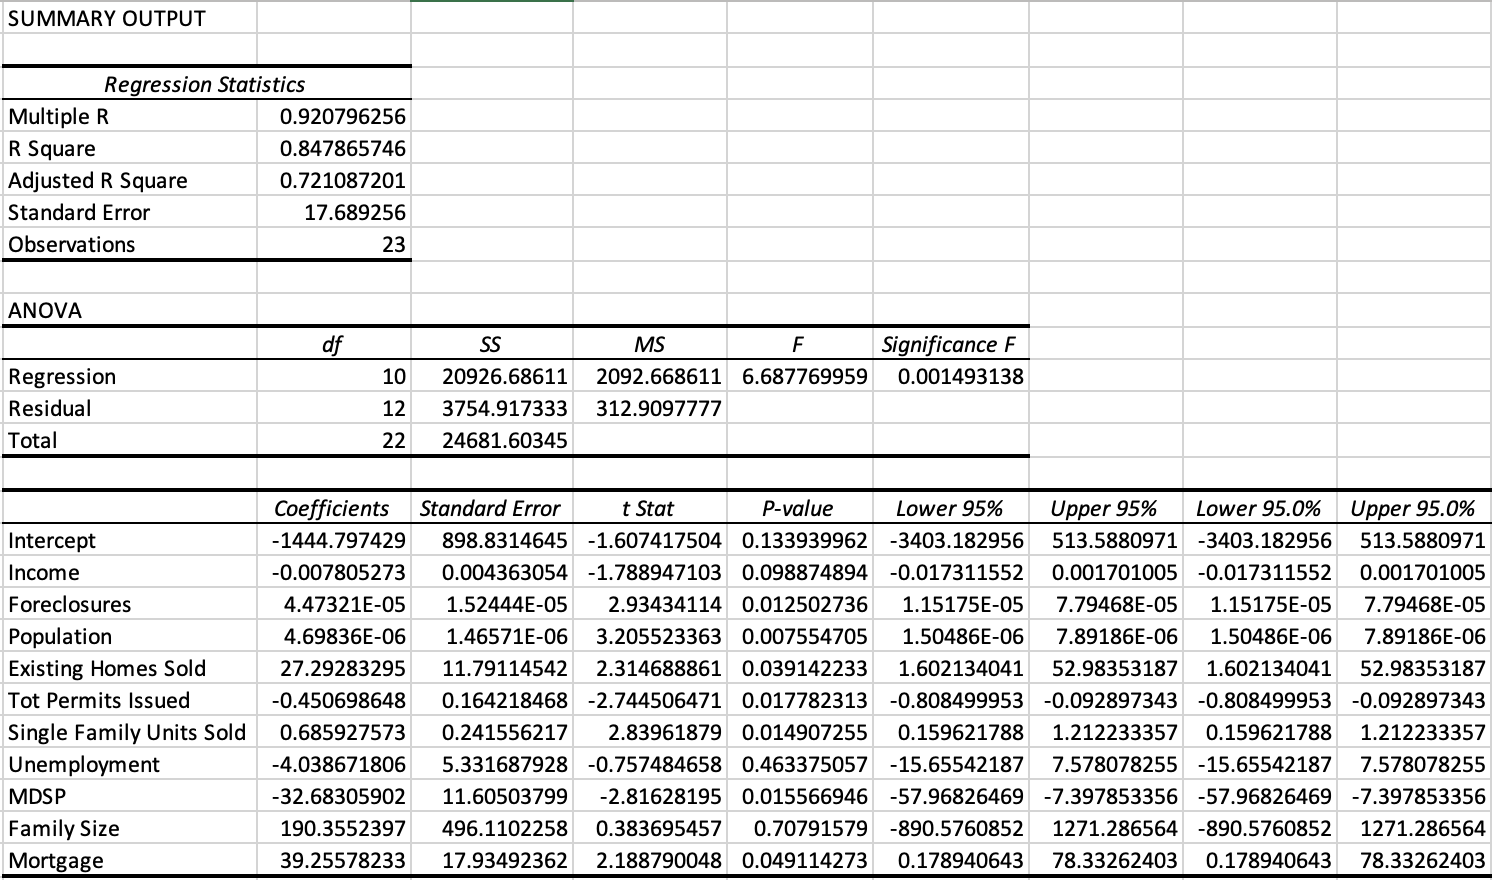 SUMMARY OUTPUT
Regression Statistics
Multiple R 0.920796256
R Square 0.847865746
Adjusted R Square 0.721087201
Standard Error 17.689256
Observations 23
ANOVA
df SS MS F Significance F
Regression 10 20926.68611 2092.668611 6.687769959 0.001493138
Residual 12 3754.917333 312.9097777
Total 22 24681.60345
Coefficients Standard Error t Stat P-value Lower 95% Upper 95% Lower 95.0% Upper 95.0%
Intercept -1444.797429 898.8314645 -1.607417504 0.133939962 -3403.182956 513.5880971 -3403.182956 513.5880971
Income -0.007805273 0.004363054 -1.788947103 0.098874894 -0.017311552 0.001701005 -0.017311552 0.001701005
Foreclosures 4.47321E-05 1.52444E-05 2.93434114 0.012502736 1.15175E-05 7.79468E-05 1.15175E-05 7.79468E-05
Population 4.69836E-06 1.46571E-06 3.205523363 0.007554705 1.50486E-06 7.89186E-06 1.50486E-06 7.89186E-06
Existing Homes Sold 27.29283295 11.79114542 2.314688861 0.039142233 1.602134041 52.98353187 1.602134041 52.98353187
Tot Permits Issued -0.450698648 0.164218468 -2.744506471 0.017782313 -0.808499953 -0.092897343 -0.808499953 -0.092897343
Single Family Units Sold 0.685927573 0.241556217 2.83961879 0.014907255 0.159621788 1.212233357 0.159621788 1.212233357
Unemployment -4.038671806 5.331687928 -0.757484658 0.463375057 -15.65542187 7.578078255 -15.65542187 7.578078255
MDSP -32.68305902 11.60503799 -2.81628195 0.015566946 -57.96826469 -7.397853356 -57.96826469 -7.397853356
Family Size 190.3552397 496.1102258 0.383695457 0.70791579 -890.5760852 1271.286564 -890.5760852 1271.286564
Mortgage 39.25578233 17.93492362 2.188790048 0.049114273 0.178940643 78.33262403 0.178940643 78.33262403